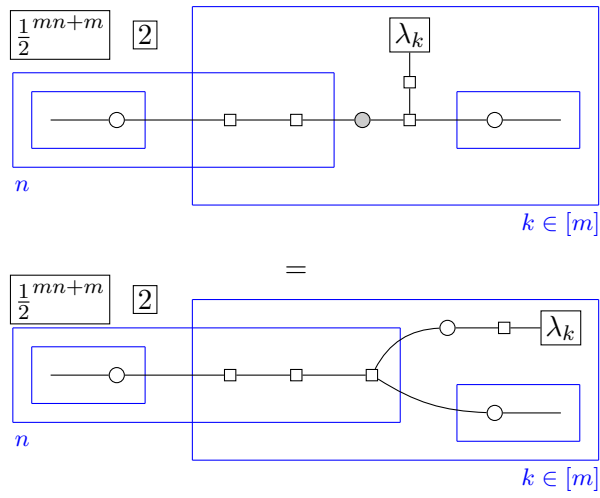 ½^{mn+m} 2 λ_k
n
k ∈ [m]
=
½^{mn+m} 2
λ_k
n
k ∈ [m]